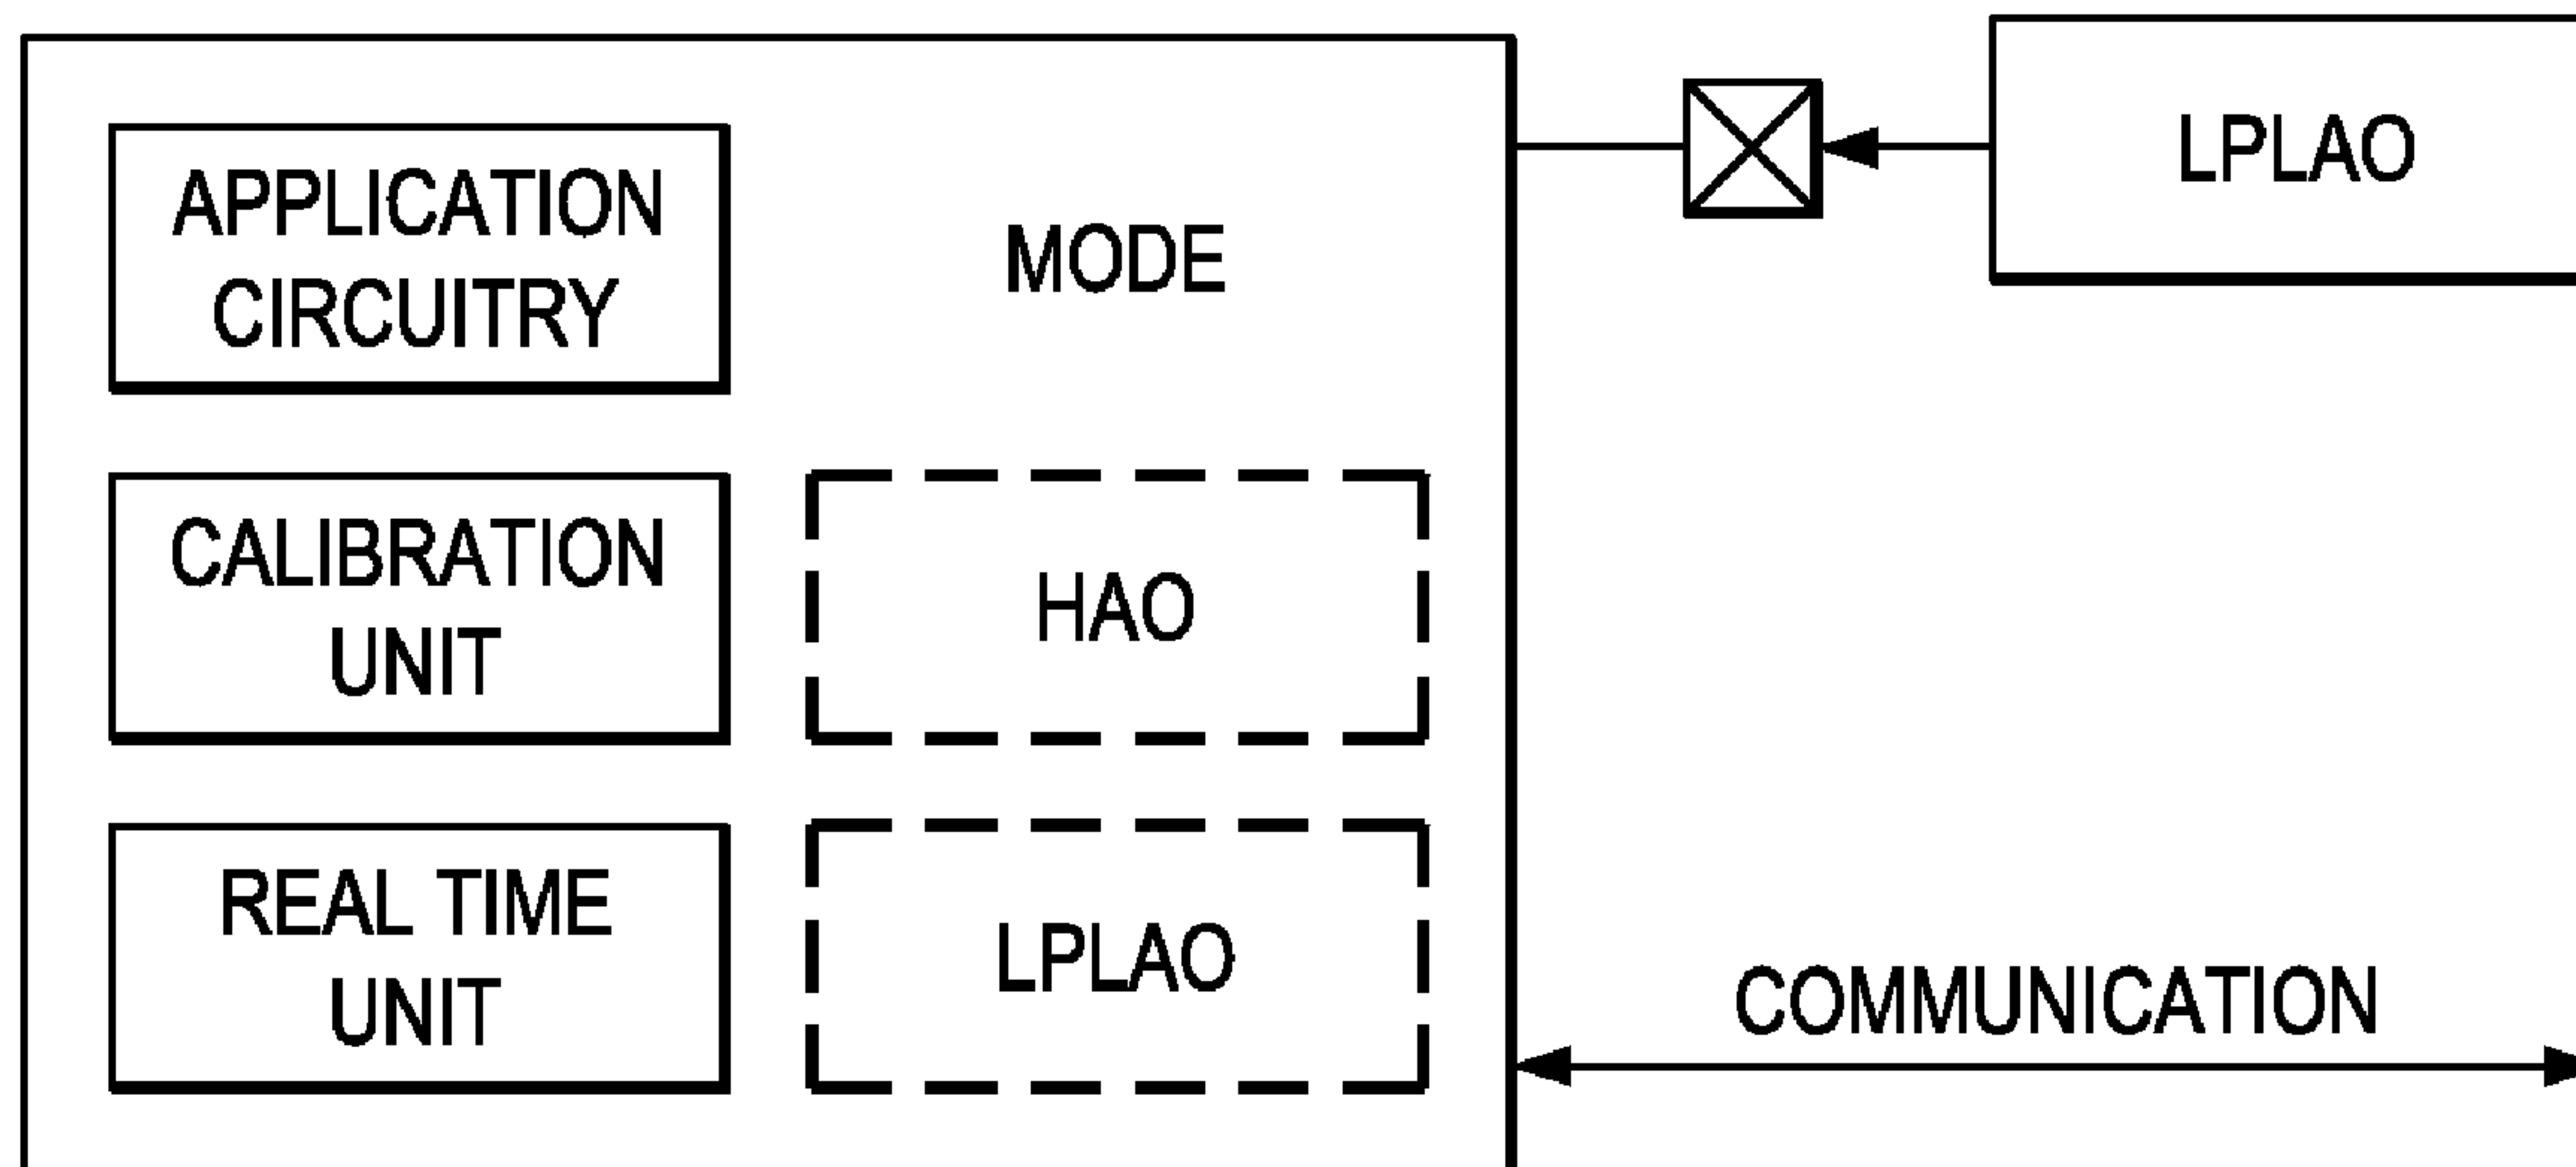 APPLICATION
CIRCUITRY
MODE
LPLAO
CALIBRATION
UNIT
HAO
REAL TIME
UNIT
LPLAO
COMMUNICATION